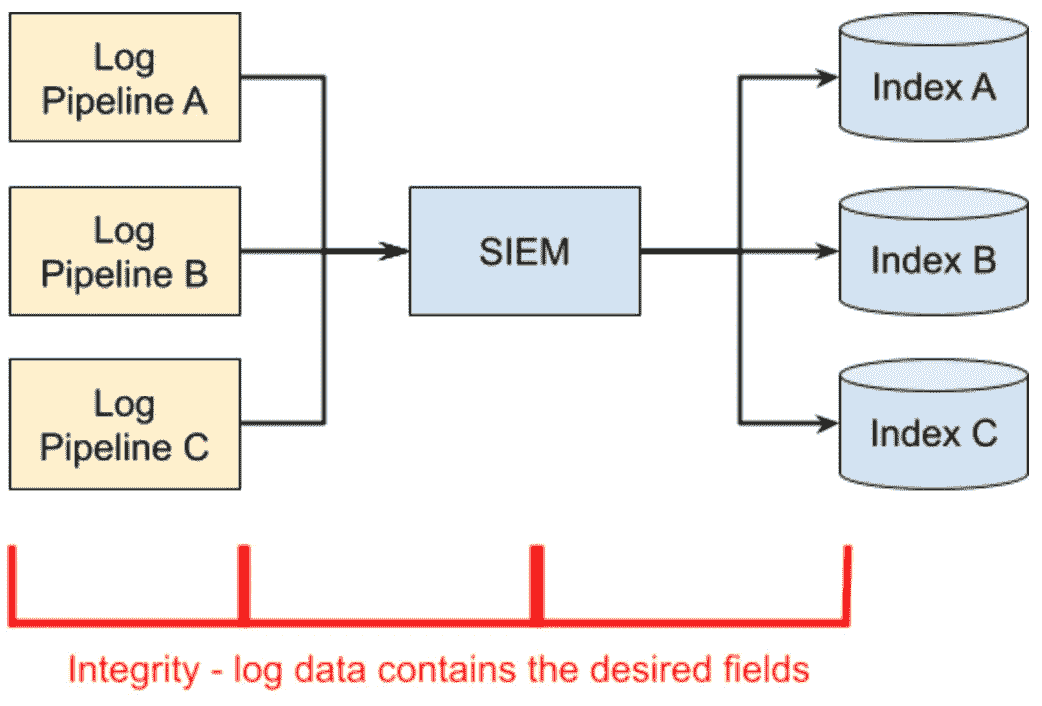 Log
Pipeline A
Index A
Log
Pipeline B
SIEM
Index B
Log
Pipeline C
Index C
Integrity - log data contains the desired fields